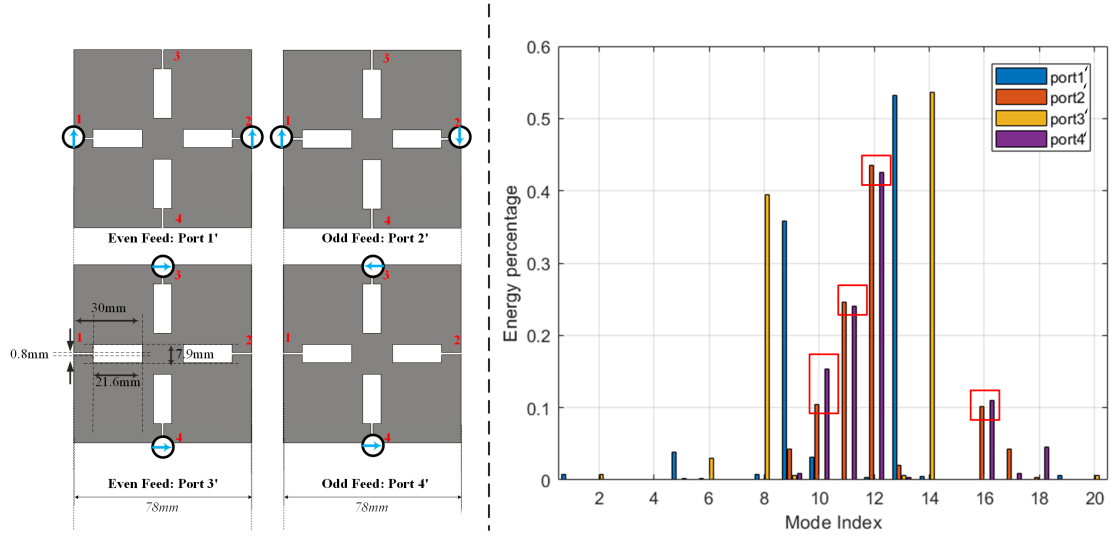 3
1
2
4
Even Feed: Port 1'
3
1
2
4
Odd Feed: Port 2'
3
30mm
1
2
0.8mm
7.9mm
21.6mm
4
Even Feed: Port 3'
78mm
3
1
2
4
Odd Feed: Port 4'
78mm
0.6
0.5
0.4
0.3
0.2
0.1
0
Energy percentage
port1'
port2'
port3'
port4'
2 4 6 8 10 12 14 16 18 20
Mode Index